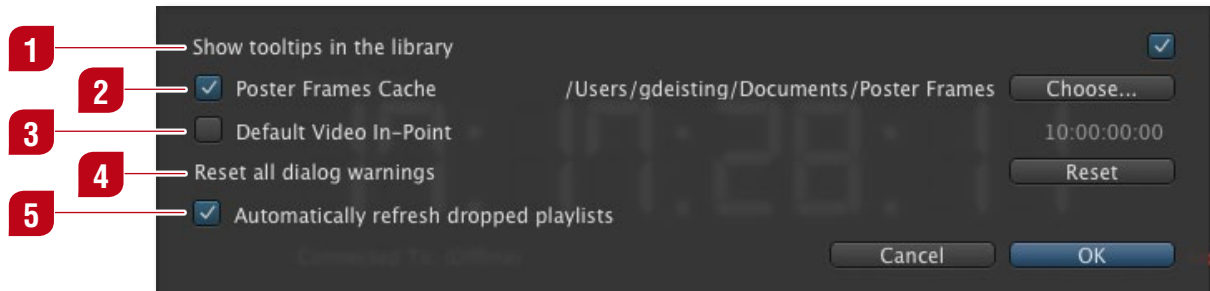 1 Show tooltips in the library
2 Poster Frames Cache /Users/gdeisting/Documents/Poster Frames Choose...
3 Default Video In-Point 10:00:00:00
4 Reset all dialog warnings Reset
5 Automatically refresh dropped playlists
Cancel OK